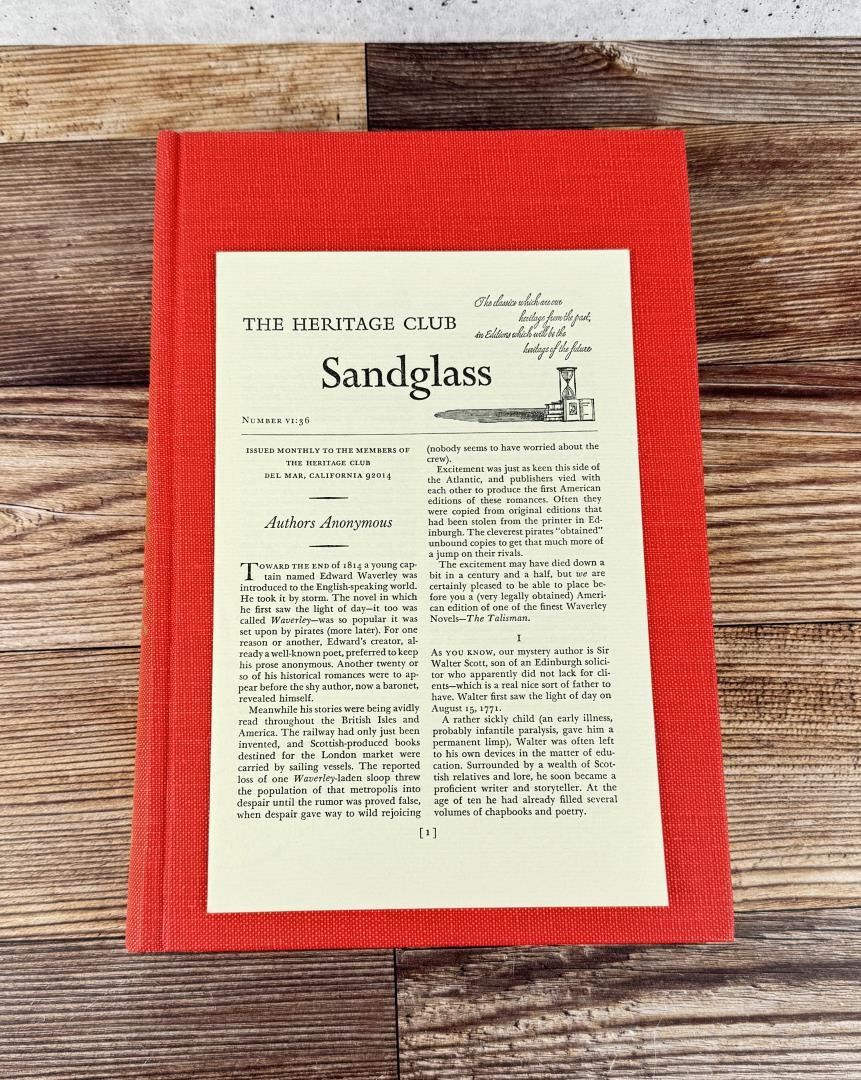 THE HERITAGE CLUB
The classics which are our
heritage from the past,
in Editions which will be the
heritage of the future
Sandglass
NUMBER VI:36
ISSUED MONTHLY TO THE MEMBERS OF
THE HERITAGE CLUB
DEL MAR, CALIFORNIA 92014
Authors Anonymous
TOWARD THE END of 1814 a young cap-
tain named Edward Waverley was
introduced to the English-speaking world.
He took it by storm. The novel in which
he first saw the light of day—it too was
called Waverley—was so popular it was
set upon by pirates (more later). For one
reason or another, Edward's creator, al-
ready a well-known poet, preferred to keep
his prose anonymous. Another twenty or
so of his historical romances were to ap-
pear before the shy author, now a baronet,
revealed himself.
Meanwhile his stories were being avidly
read throughout the British Isles and
America. The railway had only just been
invented, and Scottish-produced books
destined for the London market were
carried by sailing vessels. The reported
loss of one Waverley-laden sloop threw
the population of that metropolis into
despair until the rumor was proved false,
when despair gave way to wild rejoicing
(nobody seems to have worried about the
crew).
Excitement was just as keen this side of
the Atlantic, and publishers vied with
each other to produce the first American
editions of these romances. Often they
were copied from original editions that
had been stolen from the printer in Ed-
inburgh. The cleverest pirates "obtained"
unbound copies to get that much more of
a jump on their rivals.
The excitement may have died down a
bit in a century and a half, but we are
certainly pleased to be able to place be-
fore you a (very legally obtained) Ameri-
can edition of one of the finest Waverley
Novels—The Talisman.
I
AS YOU KNOW, our mystery author is Sir
Walter Scott, son of an Edinburgh solici-
tor who apparently did not lack for cli-
ents—which is a real nice sort of father to
have. Walter first saw the light of day on
August 15, 1771.
A rather sickly child (an early illness,
probably infantile paralysis, gave him a
permanent limp), Walter was often left
to his own devices in the matter of edu-
cation. Surrounded by a wealth of Scot-
tish relatives and lore, he soon became a
proficient writer and storyteller. At the
age of ten he had already filled several
volumes of chapbooks and poetry.
[1]